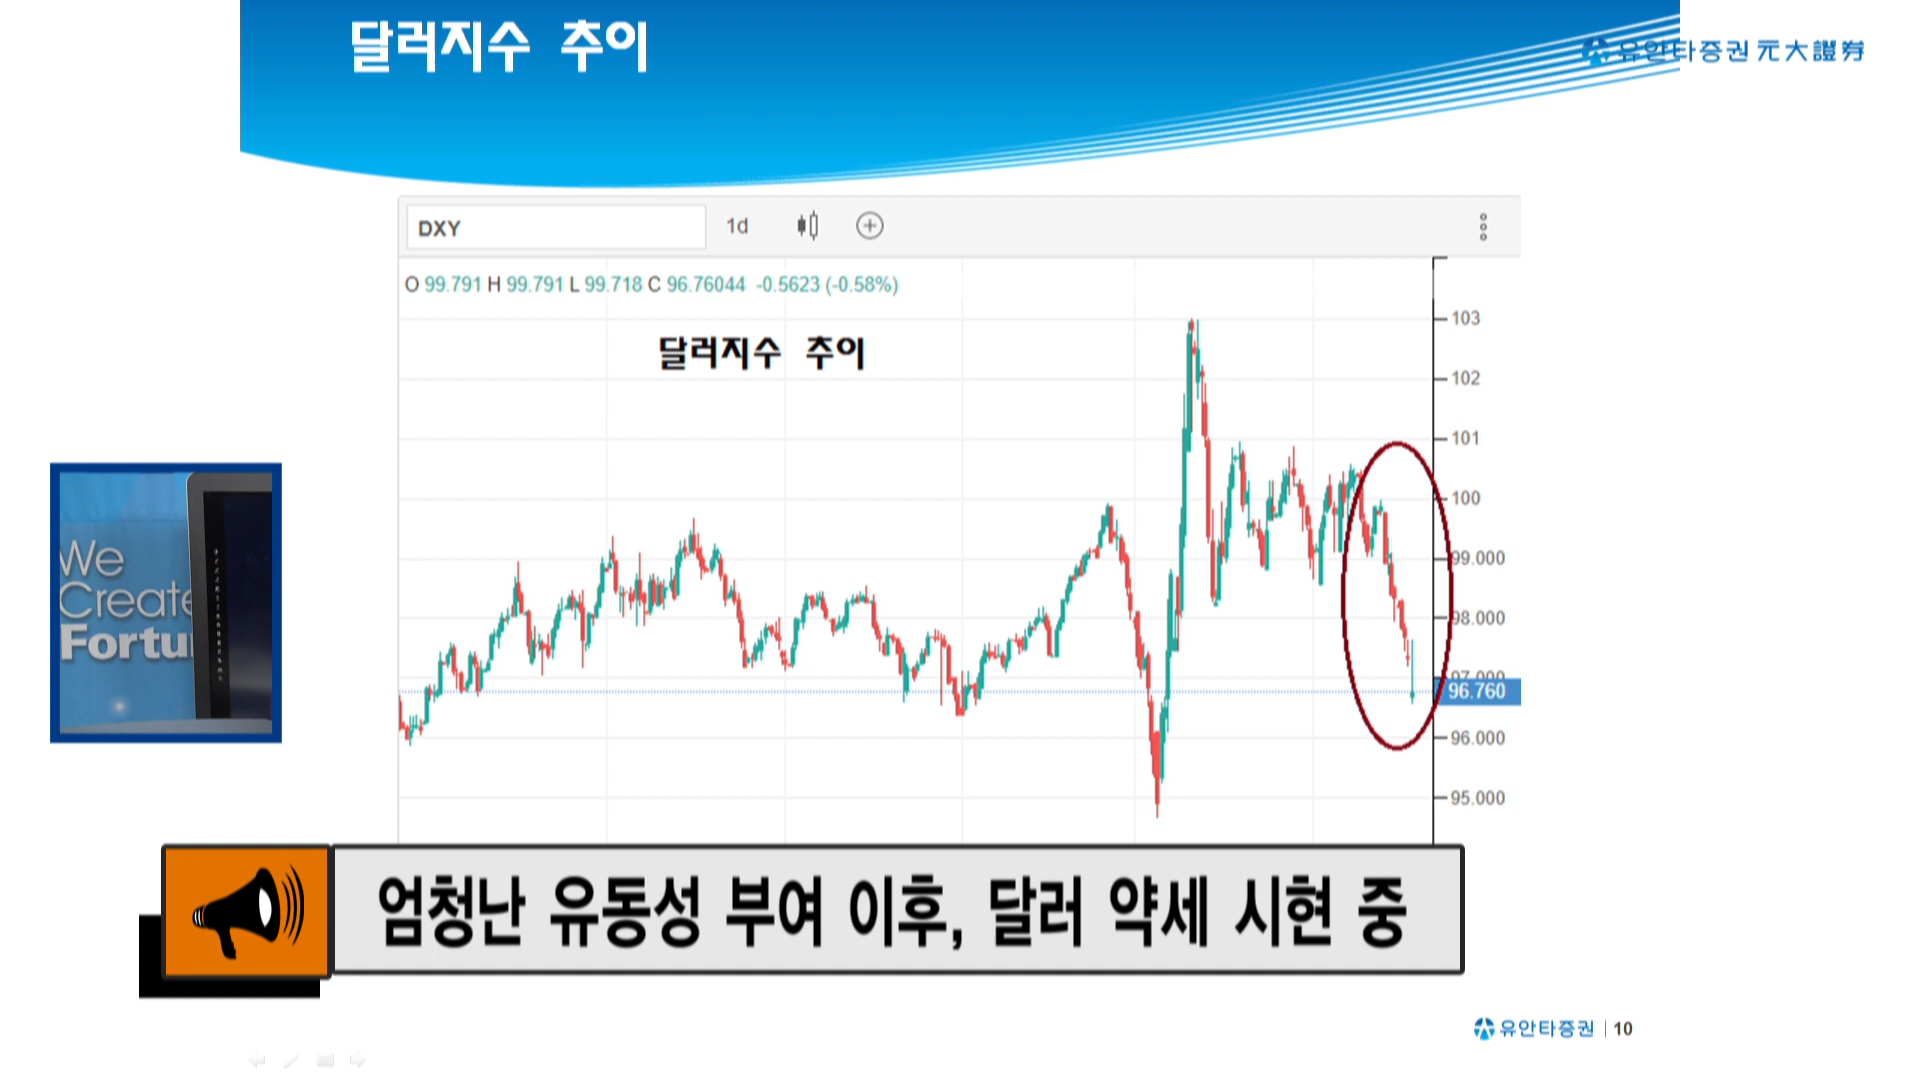 달러지수 추이
유안타증권 元大證券
DXY
1d
O 99.791 H 99.791 L 99.718 C 96.76044 -0.5623 (-0.58%)
달러지수 추이
103
102
101
100
99.000
98.000
97.000
96.760
96.000
95.000
We
Create
Fortu
엄청난 유동성 부여 이후, 달러 약세 시현 중
유안타증권 | 10